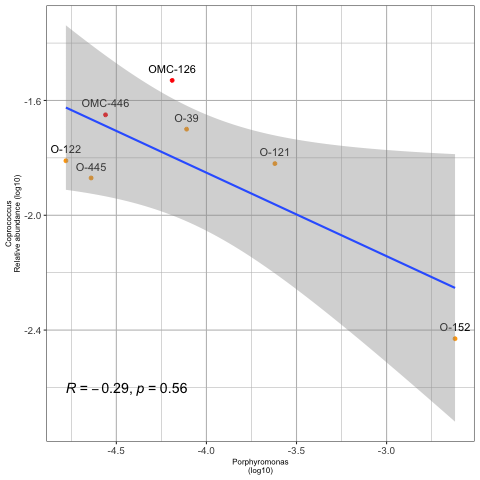 OMC-126
-1.6
OMC-446
O-39
O-122
O-445
O-121
-2.0
Coprococcus
Relative abundance (log10)
O-152
-2.4
R = −0.29, p = 0.56
-4.5 -4.0 -3.5 -3.0
Porphyromonas
(log10)